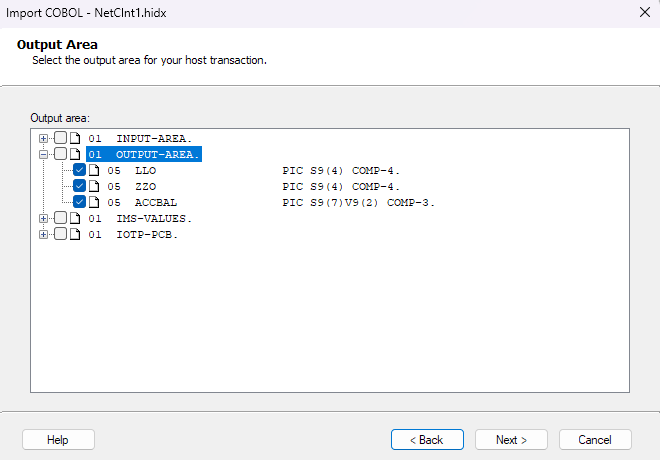 Import COBOL - NetCInt1.hidx
Output Area
Select the output area for your host transaction.
Output area:
01 INPUT-AREA.
01 OUTPUT-AREA.
05 LLO PIC S9(4) COMP-4.
05 ZZO PIC S9(4) COMP-4.
05 ACCBAL PIC S9(7)V9(2) COMP-3.
01 IMS-VALUES.
01 IOTP-PCB.
Help
< Back
Next >
Cancel